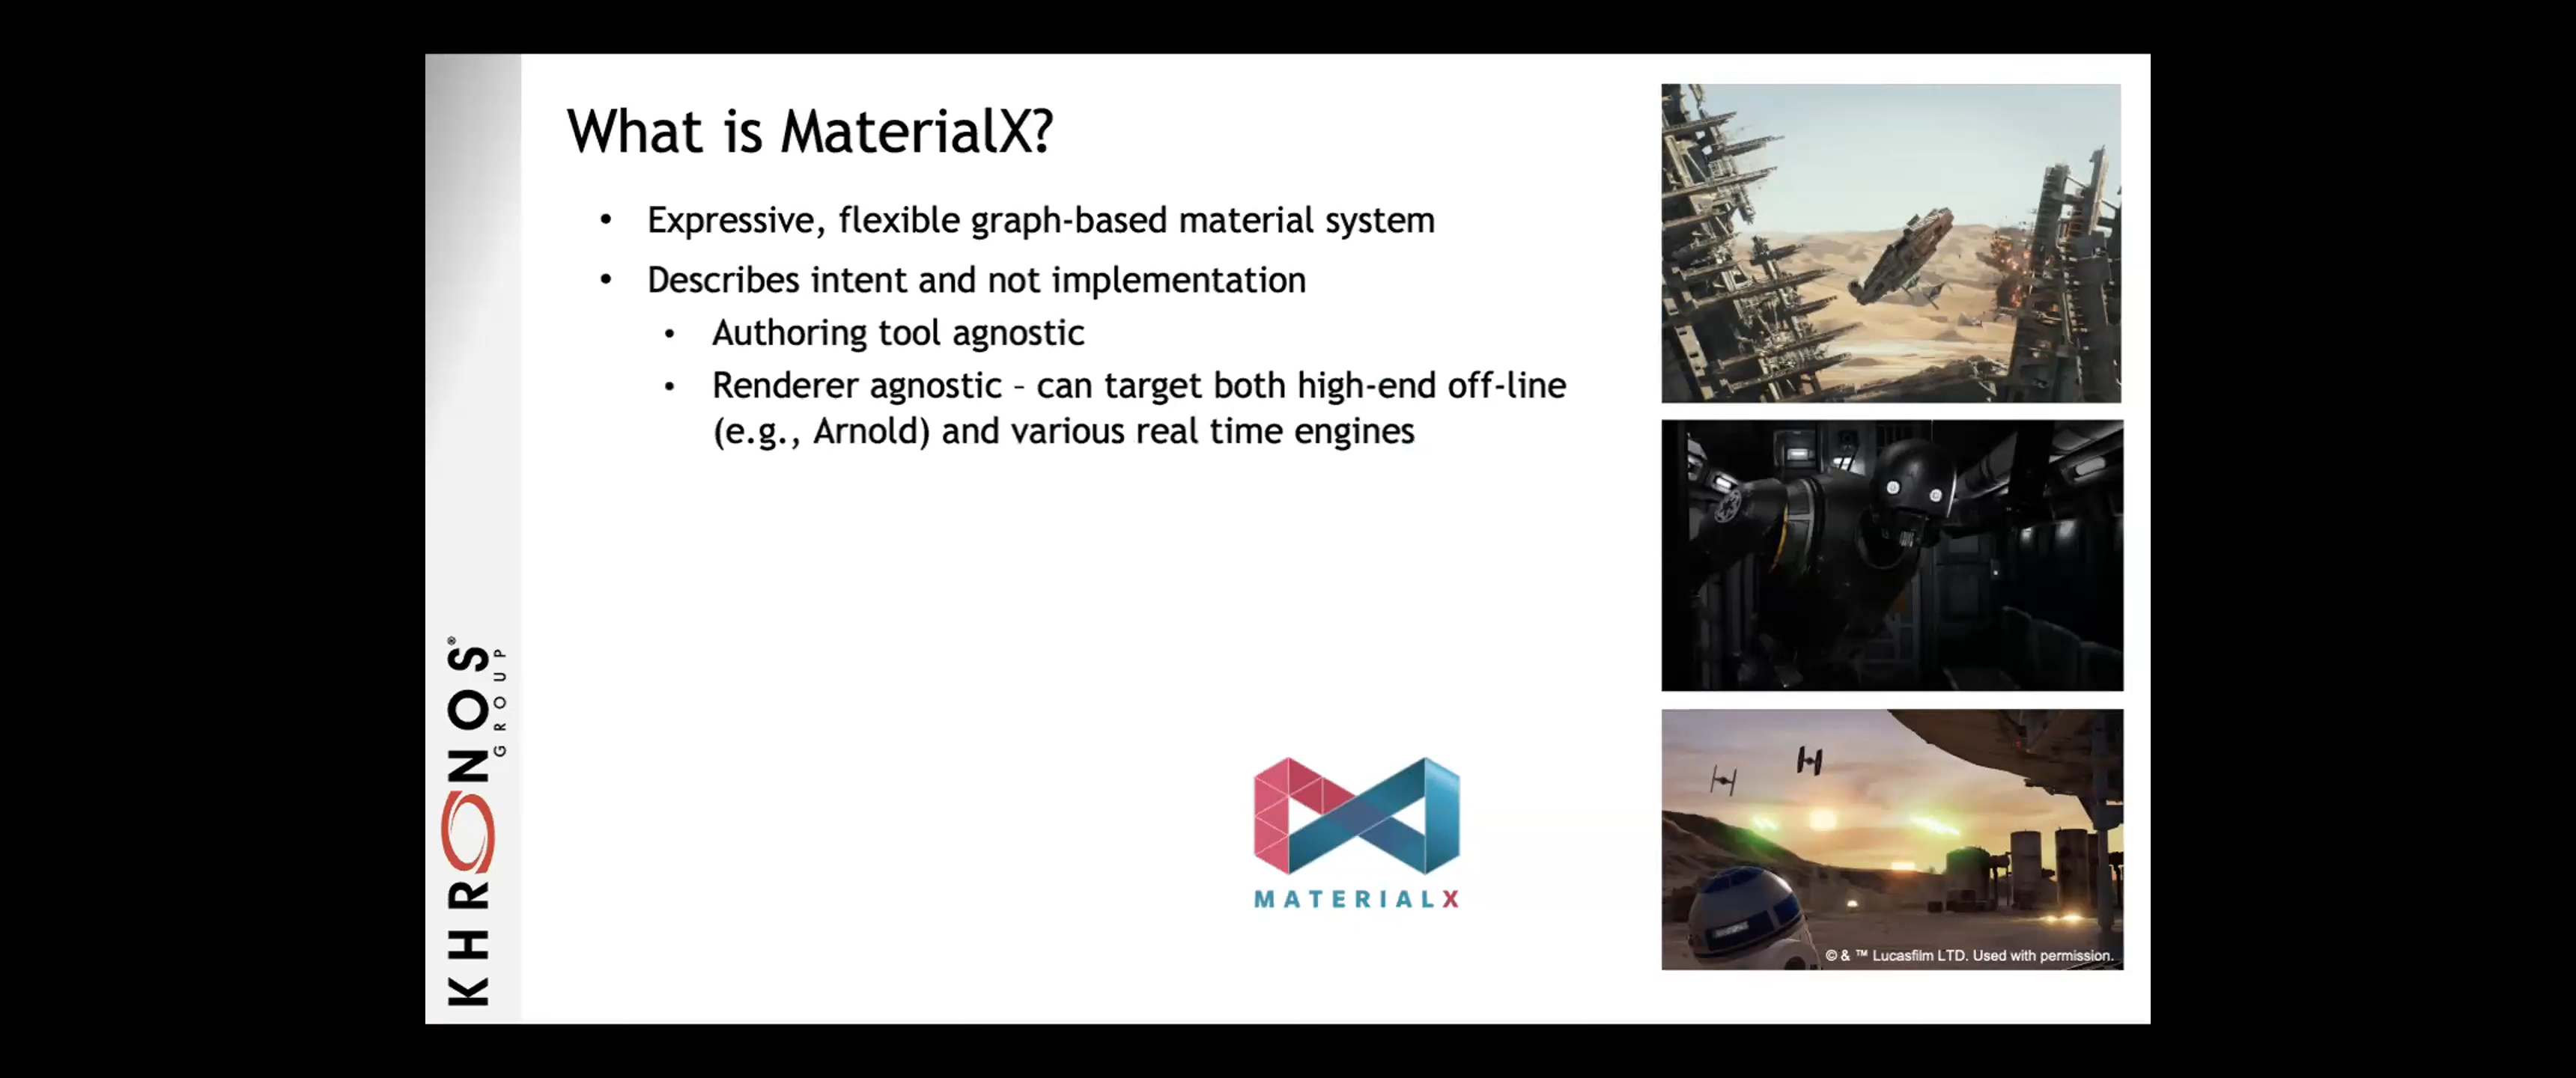 What is MaterialX?
• Expressive, flexible graph-based material system
• Describes intent and not implementation
• Authoring tool agnostic
• Renderer agnostic – can target both high-end off-line
(e.g., Arnold) and various real time engines
KHRONOS®
GROUP
MATERIALX
© & ™ Lucasfilm LTD. Used with permission.